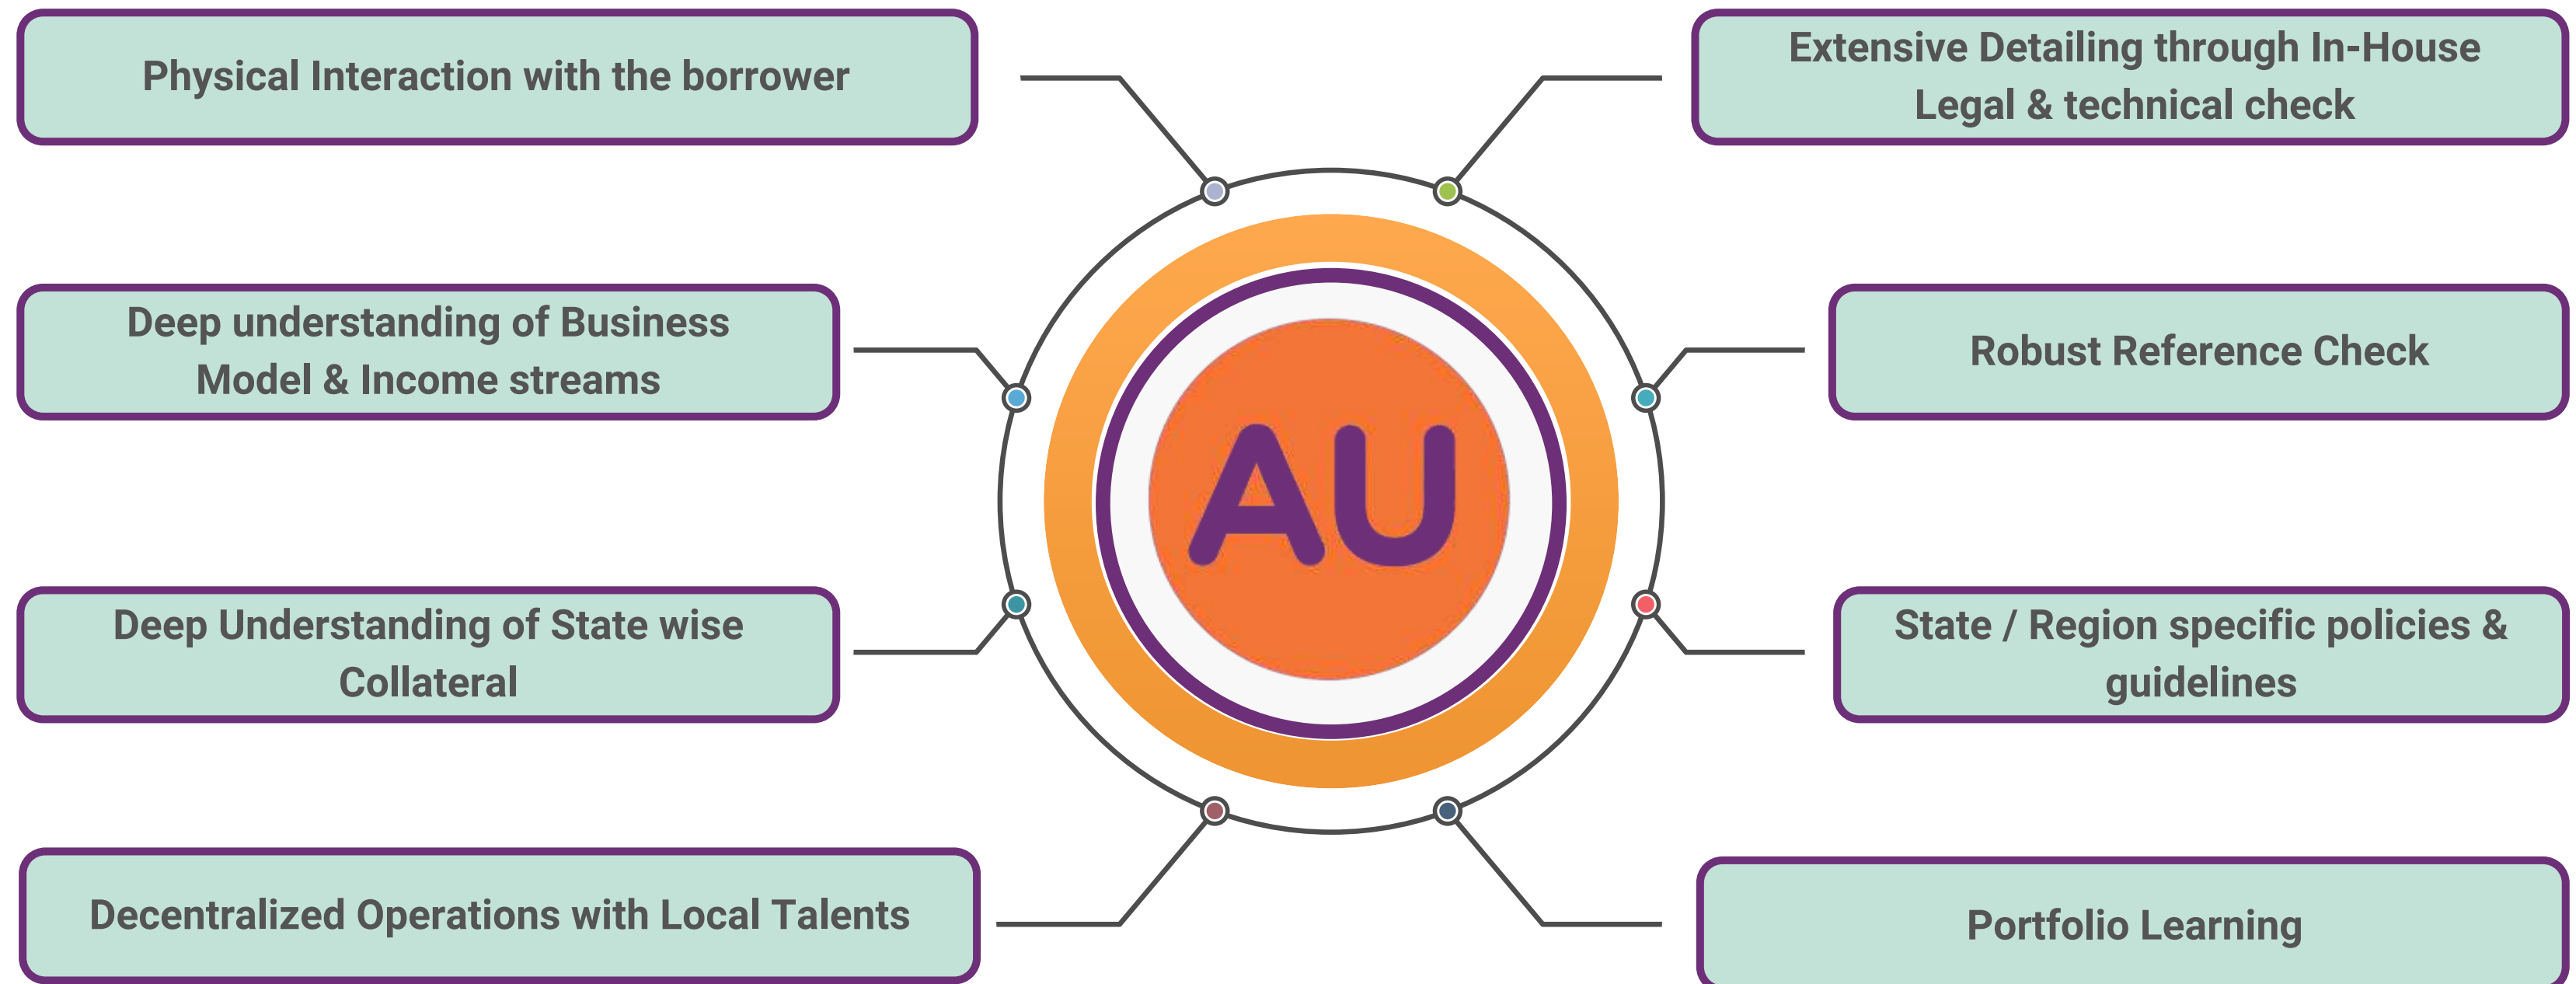 Physical Interaction with the borrower
Extensive Detailing through In-House
Legal & technical check
Deep understanding of Business
Model & Income streams
Robust Reference Check
AU
Deep Understanding of State wise
Collateral
State / Region specific policies &
guidelines
Decentralized Operations with Local Talents
Portfolio Learning